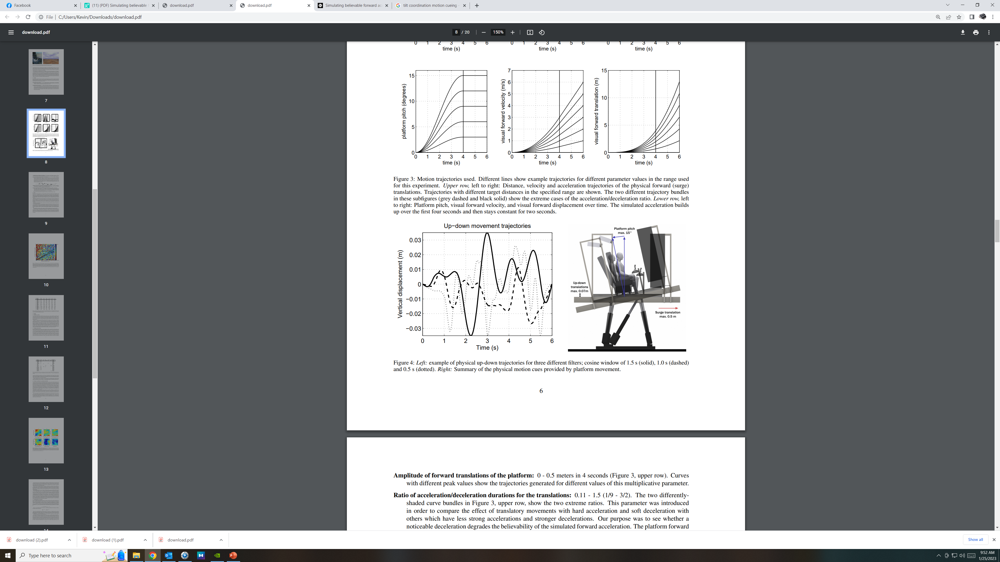 Facebook
(11) (PDF) Simulating believable f
download.pdf
download.pdf
Simulating believable forward ac
tilt coordination motion cueing -
File
C:/Users/Kevin/Downloads/download.pdf
download.pdf
8 / 20
150%
7
8
9
10
11
12
13
14
0 1 2 3 4 5 6
time (s)
0 1 2 3 4 5 6
time (s)
0 1 2 3 4 5 6
time (s)
platform pitch (degrees)
15
10
5
0
0 1 2 3 4 5 6
time (s)
visual forward velocity (m/s)
7
6
5
4
3
2
1
0
0 1 2 3 4 5 6
time (s)
visual forward translation (m)
15
10
5
0
0 1 2 3 4 5 6
time (s)
Figure 3: Motion trajectories used. Different lines show example trajectories for different parameter values in the range used
for this experiment. Upper row, left to right: Distance, velocity and acceleration trajectories of the physical forward (surge)
translations. Trajectories with different target distances in the specified range are shown. The two different trajectory bundles
in these subfigures (grey dashed and black solid) show the extreme cases of the acceleration/deceleration ratio. Lower row, left
to right: Platform pitch, visual forward velocity, and visual forward displacement over time. The simulated acceleration builds
up over the first four seconds and then stays constant for two seconds.
Up−down movement trajectories
Vertical displacement (m)
0.03
0.02
0.01
0
−0.01
−0.02
−0.03
0 1 2 3 4 5 6
Time (s)
Platform pitch
max. 15°
Up-down
translations
max. 0.07m
Surge translation
max. 0.5 m
Figure 4: Left: example of physical up-down trajectories for three different filters; cosine window of 1.5 s (solid), 1.0 s (dashed)
and 0.5 s (dotted). Right: Summary of the physical motion cues provided by platform movement.
6
Amplitude of forward translations of the platform: 0 - 0.5 meters in 4 seconds (Figure 3, upper row). Curves
with different peak values show the trajectories generated for different values of this multiplicative parameter.
Ratio of acceleration/deceleration durations for the translations: 0.11 - 1.5 (1/9 - 3/2). The two differently-
shaded curve bundles in Figure 3, upper row, show the two extreme ratios. This parameter was introduced
in order to compare the effect of translatory movements with hard acceleration and soft deceleration with
others which have less strong accelerations and stronger decelerations. Our purpose was to see whether a
noticeable deceleration degrades the believability of the simulated forward acceleration. The platform forward
download (2).pdf
download (1).pdf
download.pdf
Show all
Type here to search
9:52 AM
1/25/2023